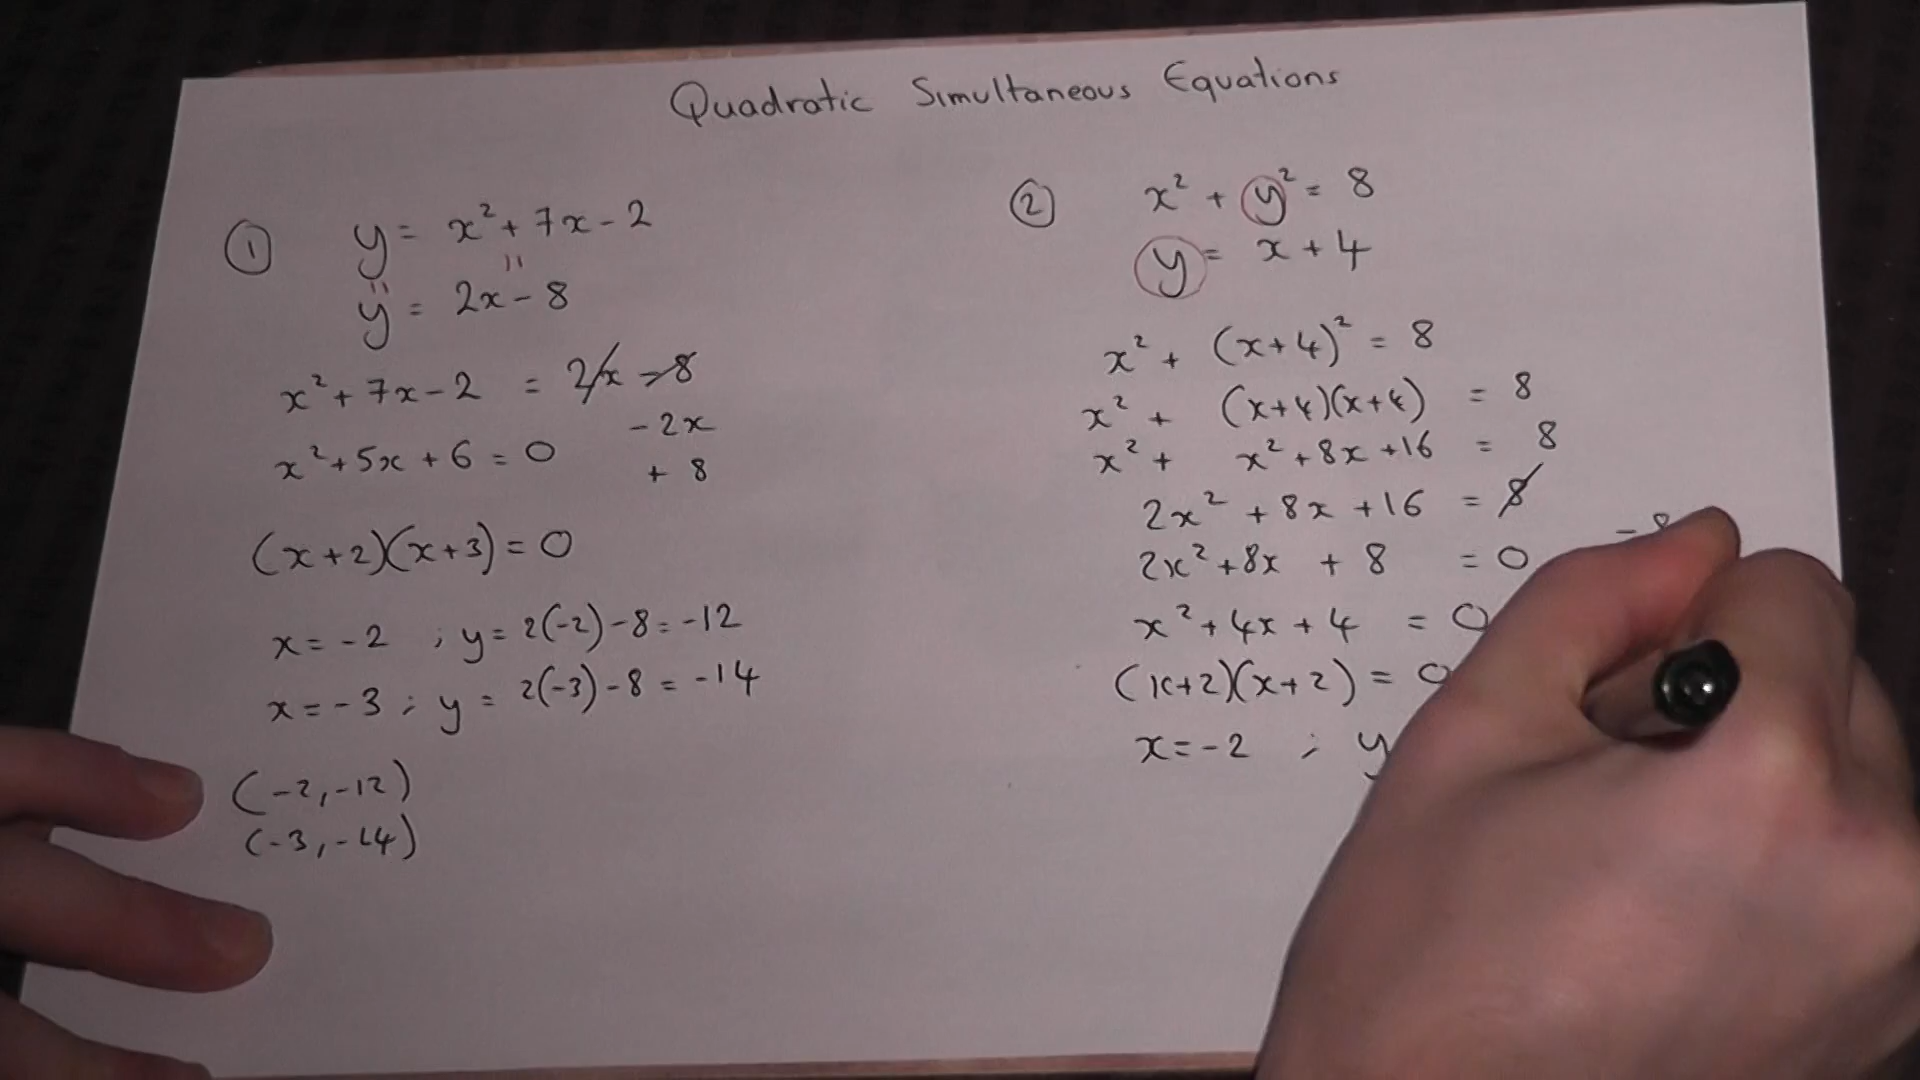 Quadratic Simultaneous Equations
① y = x² + 7x - 2
y = 2x - 8
x² + 7x - 2 = 2x - 8
- 2x
x² + 5x + 6 = 0
+ 8
(x + 2)(x + 3) = 0
x = - 2 ; y = 2(-2) - 8 = -12
x = - 3 ; y = 2(-3) - 8 = -14
(-2, -12)
(-3, -14)
② x² + y² = 8
y = x + 4
x² + (x + 4)² = 8
x² + (x + 4)(x + 4) = 8
x² + x² + 8x + 16 = 8
2x² + 8x + 16 = 8
- 8
2x² + 8x + 8 = 0
x² + 4x + 4 = 0
(x + 2)(x + 2) = 0
x = - 2 ; y